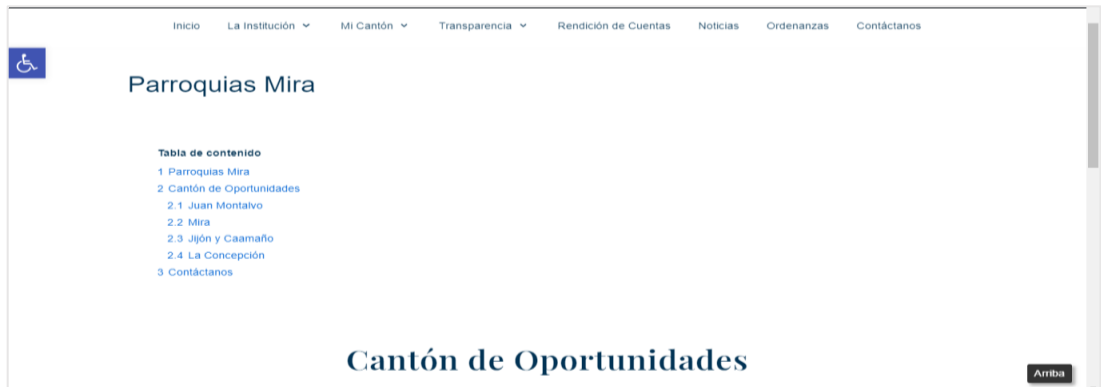 Inicio La Institución Mi Cantón Transparencia Rendición de Cuentas Noticias Ordenanzas Contáctanos
Parroquias Mira
Tabla de contenido
1 Parroquias Mira
2 Cantón de Oportunidades
2.1 Juan Montalvo
2.2 Mira
2.3 Jijón y Caamaño
2.4 La Concepción
3 Contáctanos
Cantón de Oportunidades
Arriba